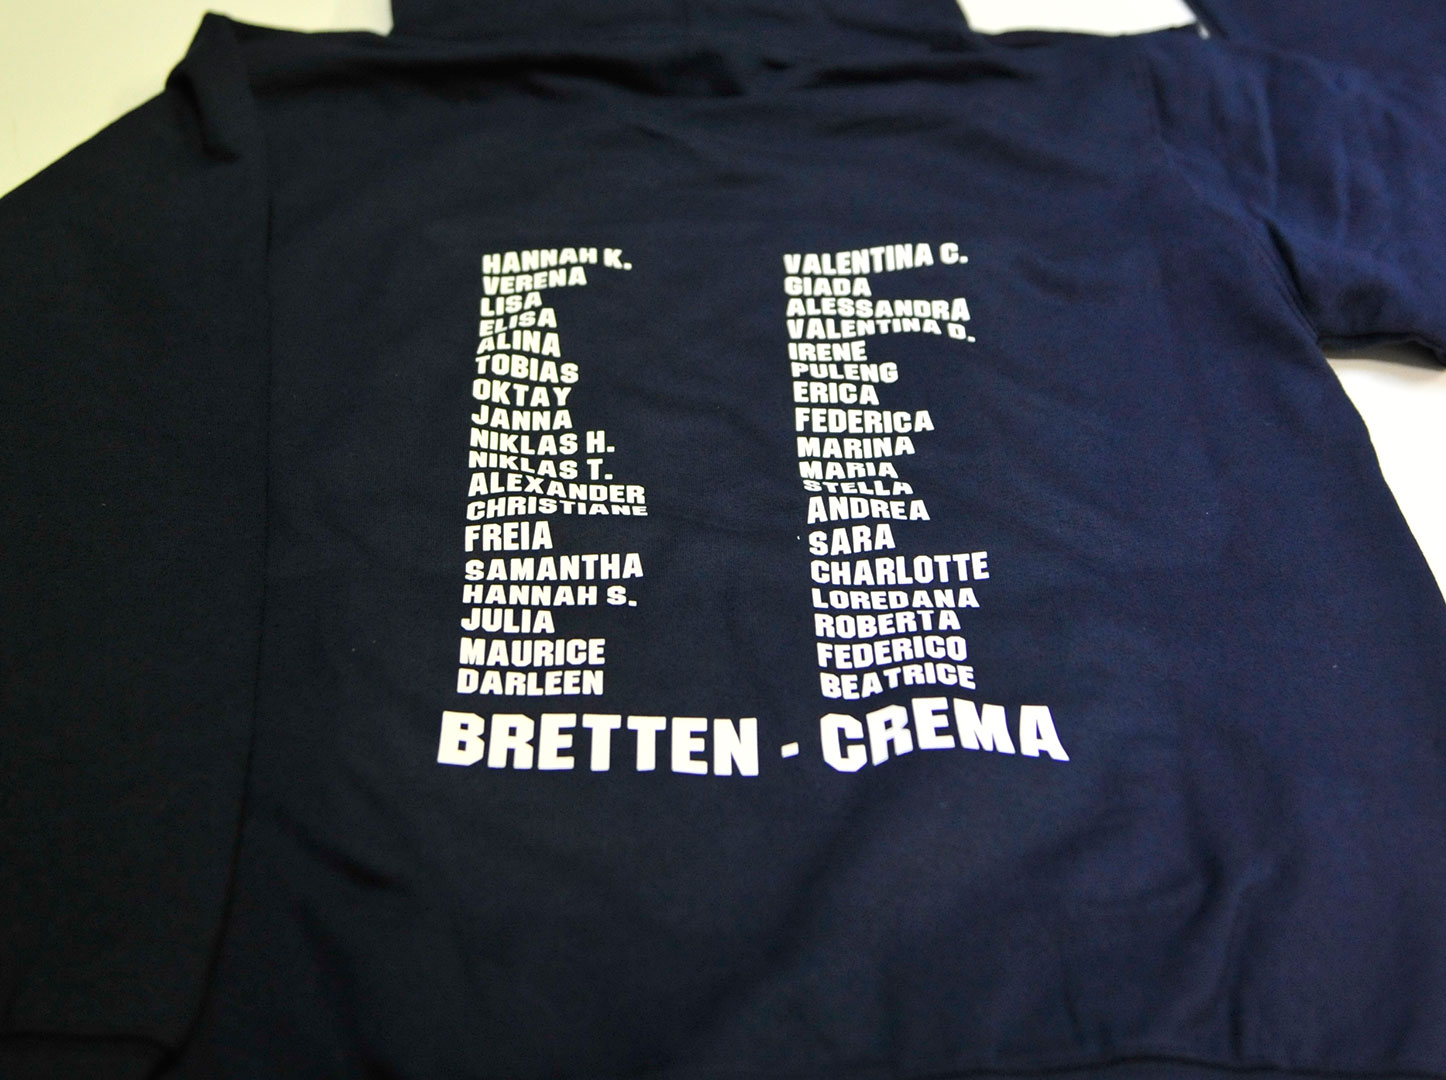 HANNAH K.
VERENA
LISA
ELISA
ALINA
TOBIAS
OKTAY
JANNA
NIKLAS H.
NIKLAS T.
ALEXANDER
CHRISTIANE
FREIA
SAMANTHA
HANNAH S.
JULIA
MAURICE
DARLEEN
VALENTINA C.
GIADA
ALESSANDRA
VALENTINA D.
IRENE
PULENG
ERICA
FEDERICA
MARINA
MARIA
STELLA
ANDREA
SARA
CHARLOTTE
LOREDANA
ROBERTA
FEDERICO
BEATRICE
BRETTEN - CREMA